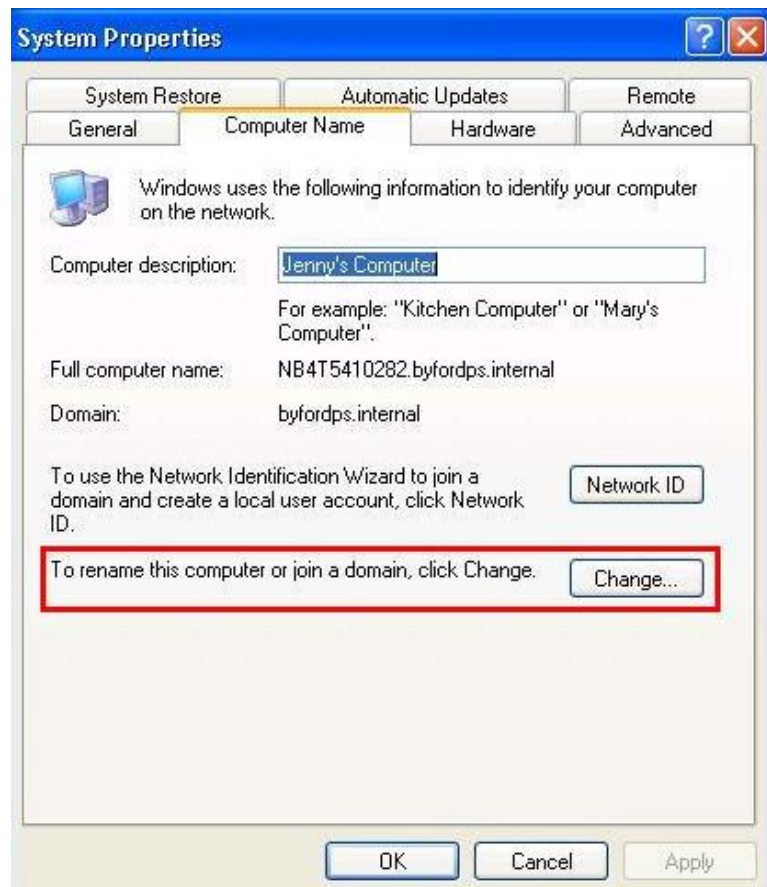 System Properties
System Restore Automatic Updates Remote
General Computer Name Hardware Advanced
Windows uses the following information to identify your computer
on the network.
Computer description: Jenny's Computer
For example: "Kitchen Computer" or "Mary's
Computer".
Full computer name: NB4T5410282.byfordps.internal
Domain: byfordps.internal
To use the Network Identification Wizard to join a
domain and create a local user account, click Network
ID.
Network ID
To rename this computer or join a domain, click Change.
Change...
OK Cancel Apply